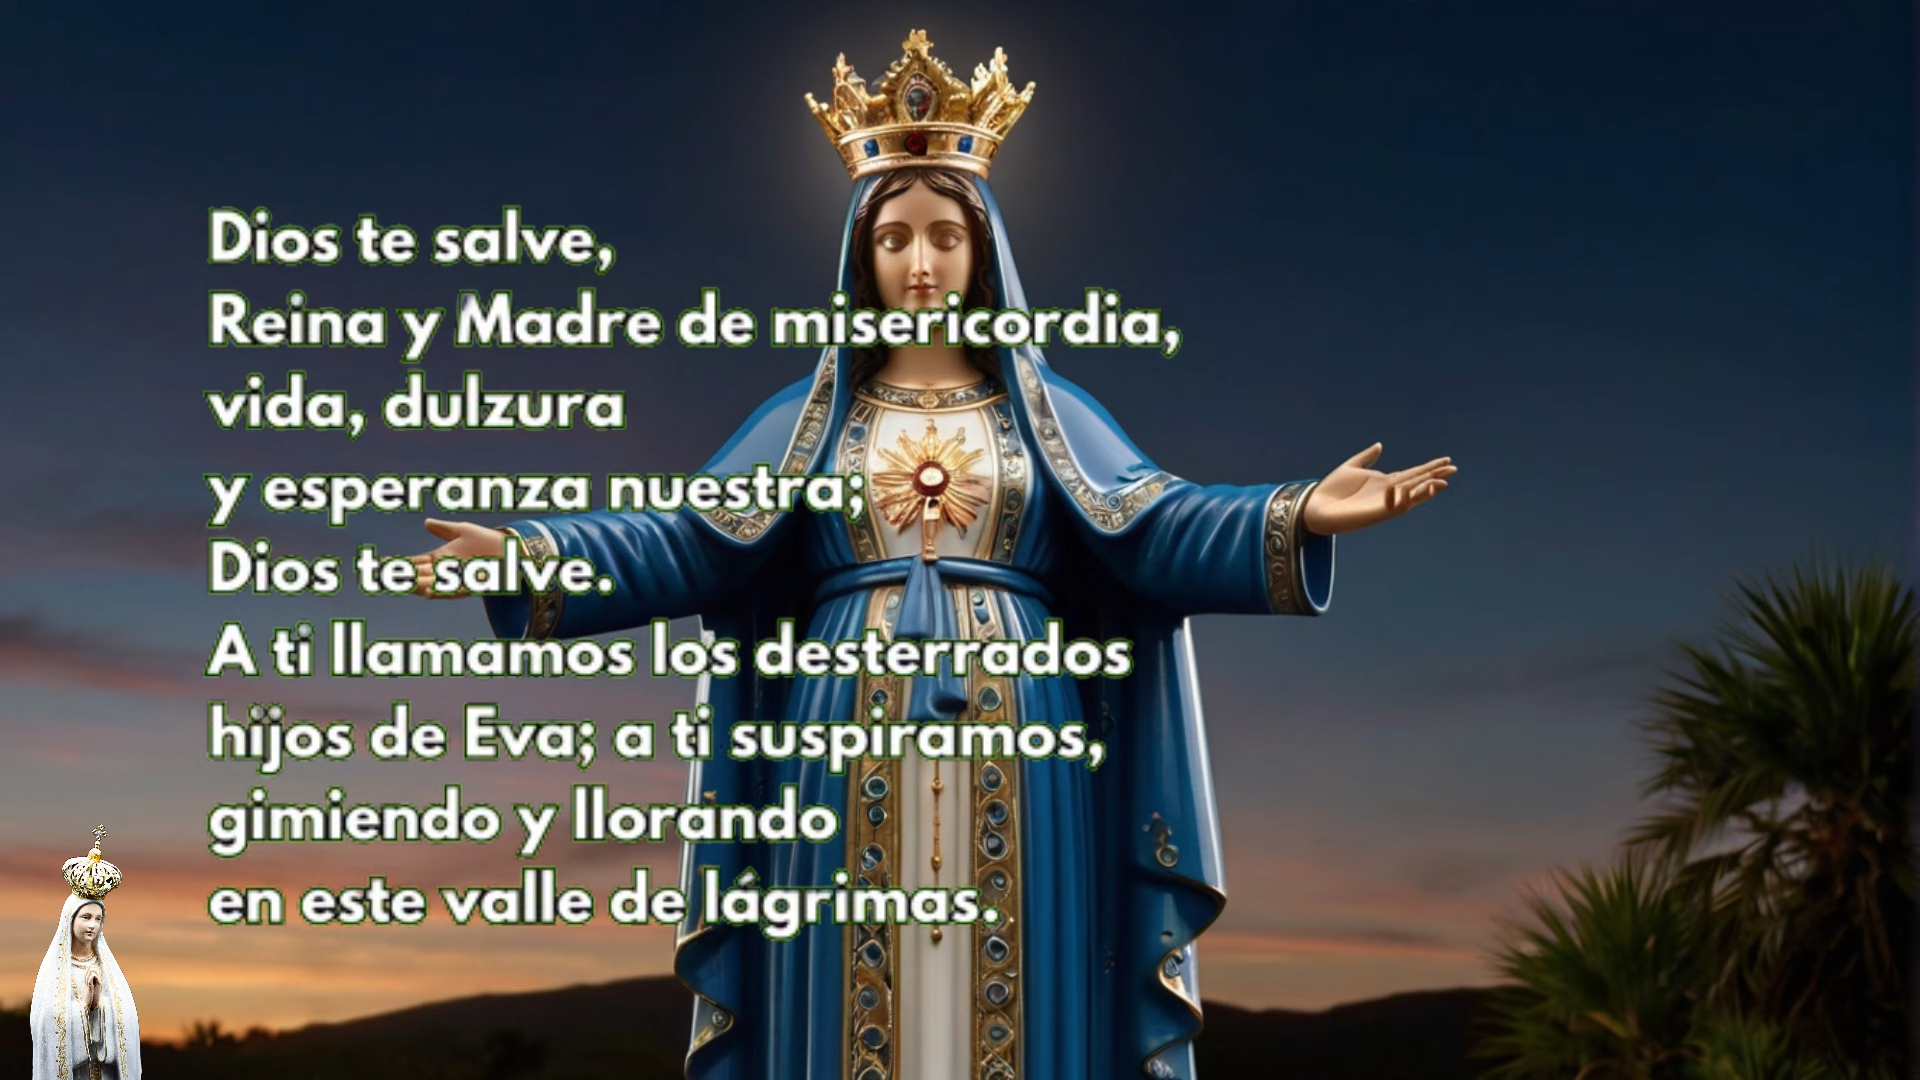 Dios te salve,
Reina y Madre de misericordia,
vida, dulzura
y esperanza nuestra;
Dios te salve.
A ti llamamos los desterrados
hijos de Eva; a ti suspiramos,
gimiendo y llorando
en este valle de lágrimas.